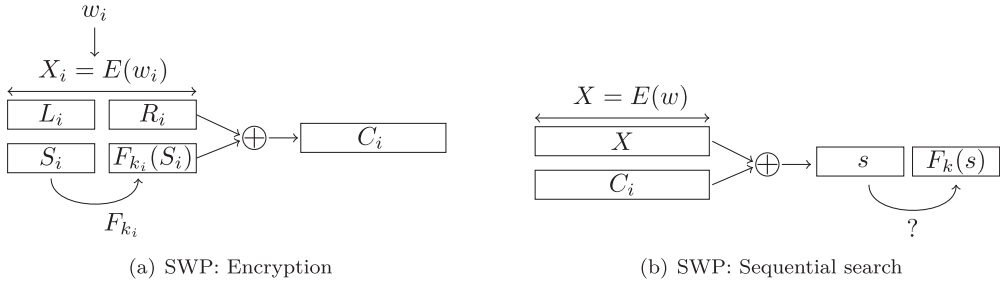 w_i
X_i = E(w_i)
L_i R_i
S_i F_{k_i}(S_i)
C_i
F_{k_i}
(a) SWP: Encryption
X = E(w)
X
C_i
s F_k(s)
?
(b) SWP: Sequential search